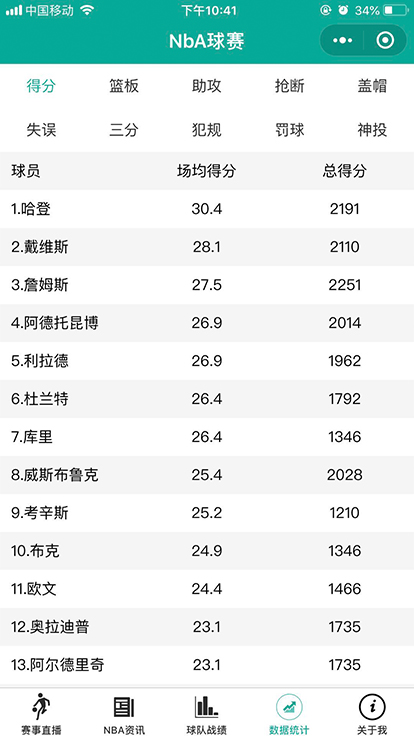 中国移动 下午10:41 34%
NbA球赛
得分 篮板 助攻 抢断 盖帽
失误 三分 犯规 罚球 神投
球员 场均得分 总得分
1.哈登 30.4 2191
2.戴维斯 28.1 2110
3.詹姆斯 27.5 2251
4.阿德托昆博 26.9 2014
5.利拉德 26.9 1962
6.杜兰特 26.4 1792
7.库里 26.4 1346
8.威斯布鲁克 25.4 2028
9.考辛斯 25.2 1210
10.布克 24.9 1346
11.欧文 24.4 1466
12.奥拉迪普 23.1 1735
13.阿尔德里奇 23.1 1735
赛事直播 NBA资讯 球队战绩 数据统计 关于我